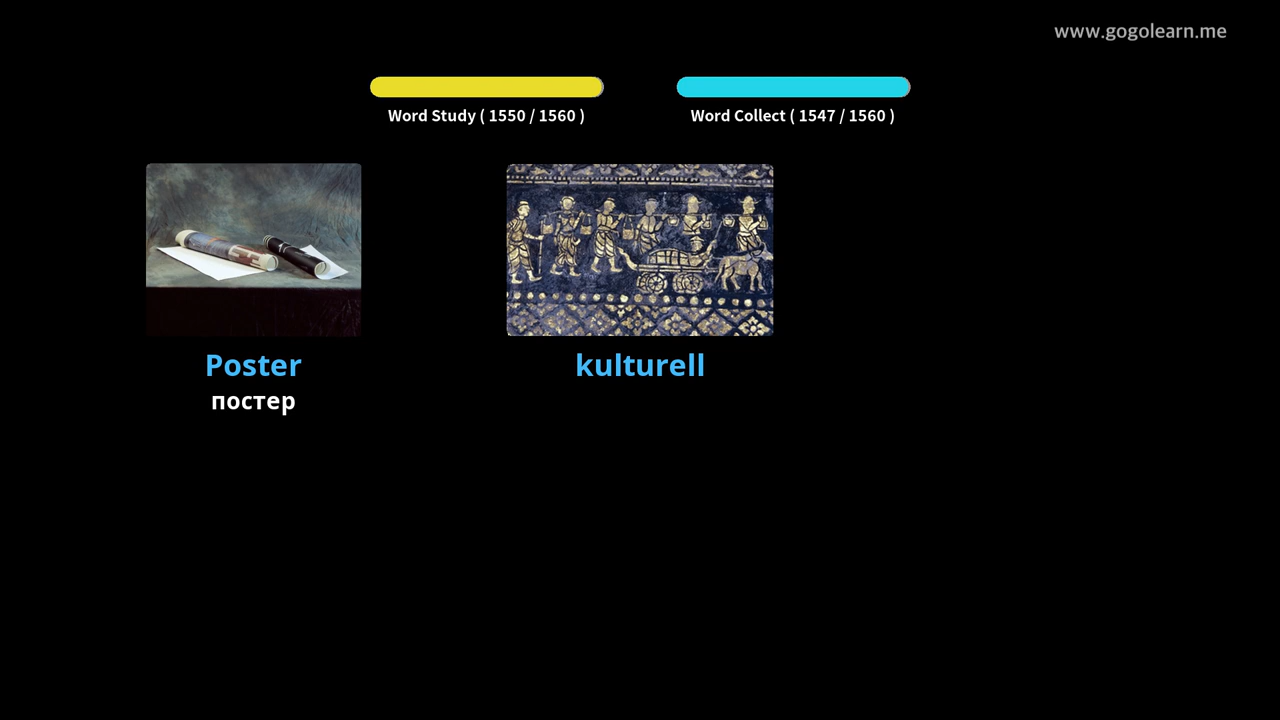 www.gogolearn.me
Word Study ( 1550 / 1560 )
Word Collect ( 1547 / 1560 )
Poster
постер
kulturell